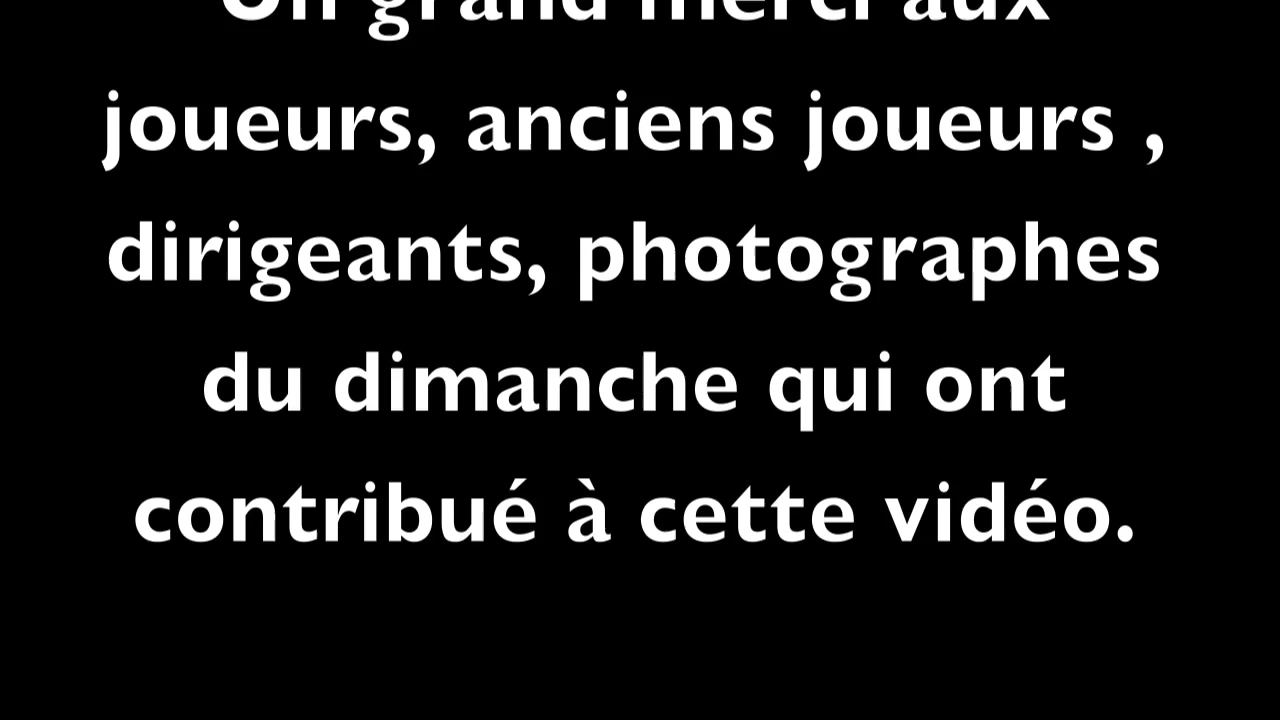 Un grand merci aux
joueurs, anciens joueurs ,
dirigeants, photographes
du dimanche qui ont
contribué à cette vidéo.